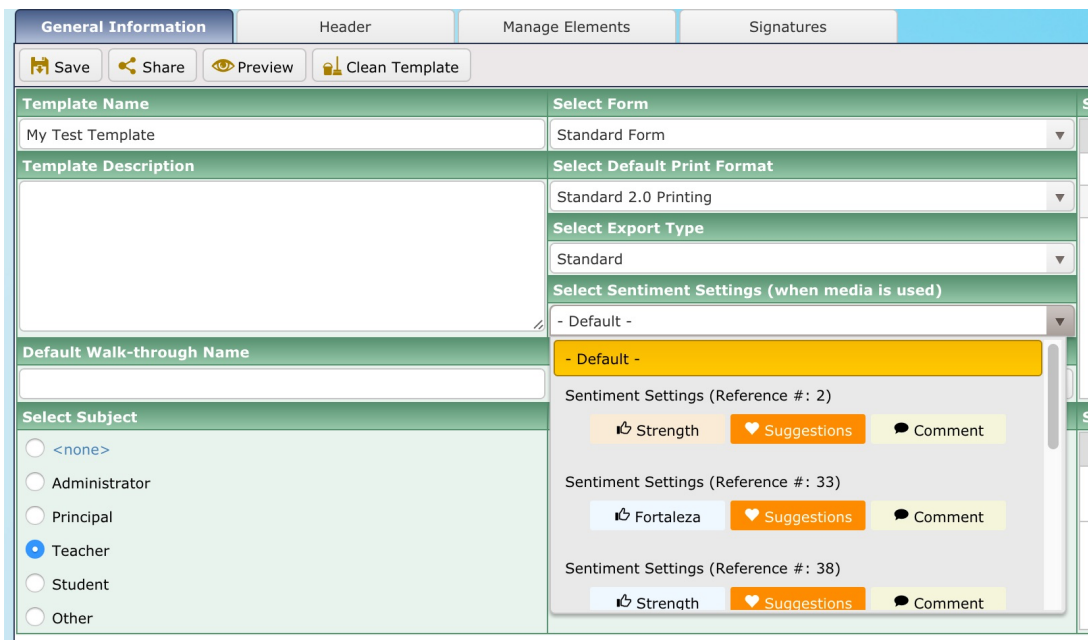 General Information
Header
Manage Elements
Signatures
Save
Share
Preview
Clean Template
Template Name
My Test Template
Template Description
Default Walk-through Name
Select Subject
<none>
Administrator
Principal
Teacher
Student
Other
Select Form
Standard Form
Select Default Print Format
Standard 2.0 Printing
Select Export Type
Standard
Select Sentiment Settings (when media is used)
- Default -
- Default -
Sentiment Settings (Reference #: 2)
Strength Suggestions Comment
Sentiment Settings (Reference #: 33)
Fortaleza Suggestions Comment
Sentiment Settings (Reference #: 38)
Strength Suggestions Comment